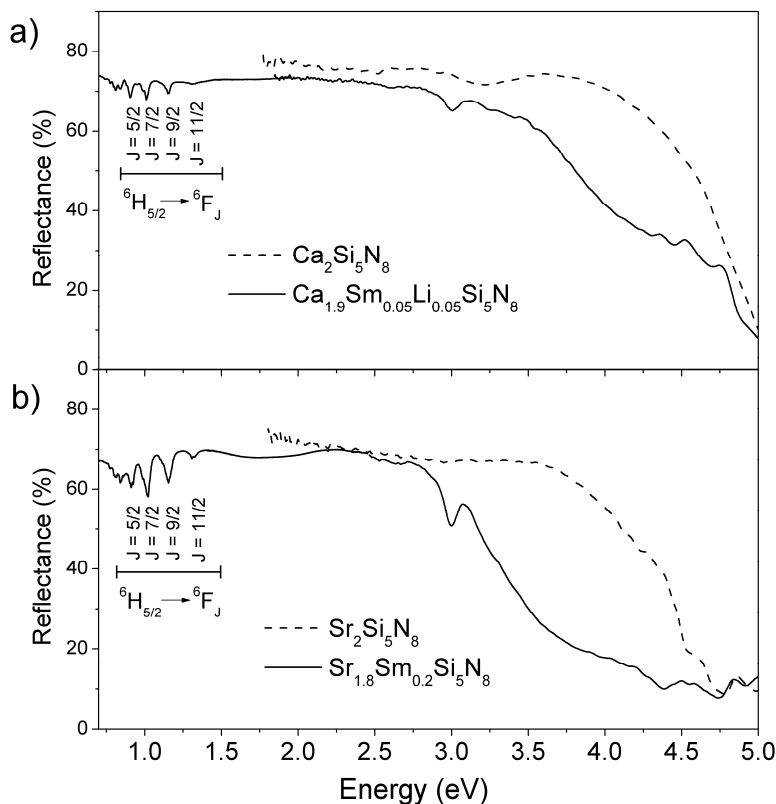 a)
80
60
40
20
0
Reflectance (%)
J = 5/2
J = 7/2
J = 9/2
J = 11/2
⁶H₅/₂ → ⁶F_J
Ca₂Si₅N₈
Ca₁.₉Sm₀.₀₅Li₀.₀₅Si₅N₈
b)
80
60
40
20
0
Reflectance (%)
J = 5/2
J = 7/2
J = 9/2
J = 11/2
⁶H₅/₂ → ⁶F_J
Sr₂Si₅N₈
Sr₁.₈Sm₀.₂Si₅N₈
1.0 1.5 2.0 2.5 3.0 3.5 4.0 4.5 5.0
Energy (eV)